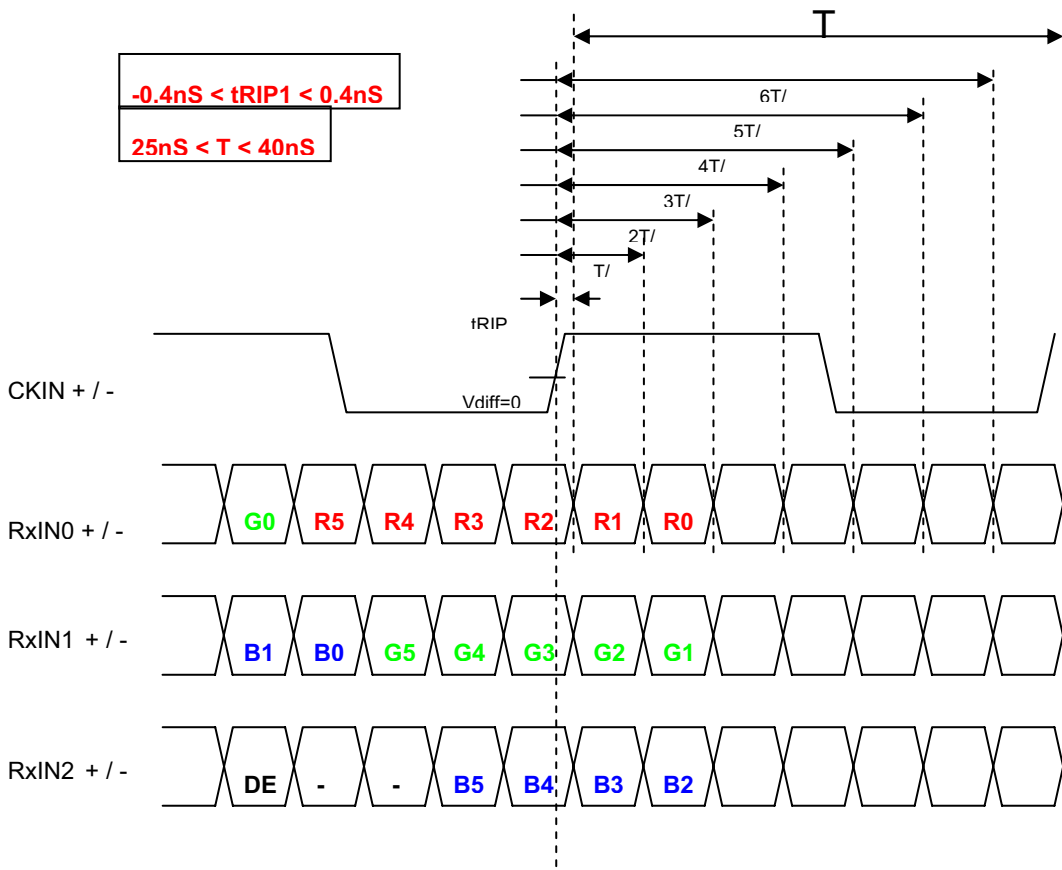 T
-0.4nS < tRIP1 < 0.4nS
25nS < T < 40nS
6T/
5T/
4T/
3T/
2T/
T/
tRIP
CKIN + / -
Vdiff=0
RxIN0 + / -
G0 R5 R4 R3 R2 R1 R0
RxIN1 + / -
B1 B0 G5 G4 G3 G2 G1
RxIN2 + / -
DE - - B5 B4 B3 B2